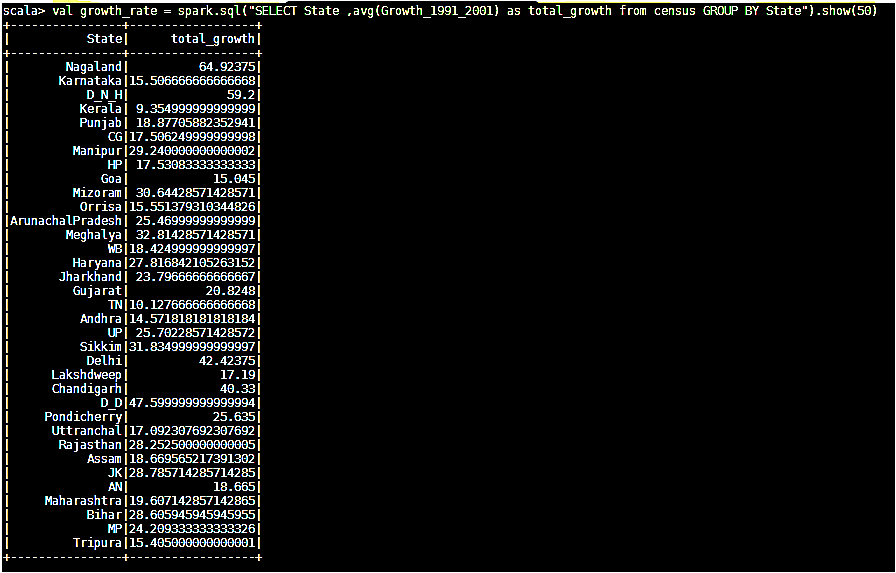 scala> val growth_rate = spark.sql("SELECT State ,avg(Growth_1991_2001) as total_growth from census GROUP BY State").show(50)
+---------------+------------------+
|          State|      total_growth|
+---------------+------------------+
|       Nagaland|          64.92375|
|      Karnataka|15.506666666666668|
|          D_N_H|              59.2|
|         Kerala| 9.354999999999999|
|         Punjab| 18.87705882352941|
|             CG|17.506249999999998|
|        Manipur|29.240000000000002|
|             HP| 17.53083333333333|
|            Goa|            15.045|
|        Mizoram| 30.64428571428571|
|         Orrisa|15.551379310344826|
|ArunachalPradesh| 25.46999999999999|
|       Meghalya| 32.81428571428571|
|             WB|18.424999999999997|
|        Haryana|27.816842105263152|
|      Jharkhand| 23.79666666666667|
|        Gujarat|           20.8248|
|             TN|10.127666666666668|
|         Andhra|14.571818181818184|
|             UP| 25.70228571428572|
|         Sikkim|31.834999999999997|
|          Delhi|          42.42375|
|     Lakshdweep|             17.19|
|     Chandigarh|             40.33|
|            D_D|47.599999999999994|
|    Pondicherry|            25.635|
|     Uttranchal|17.092307692307692|
|      Rajasthan|28.252500000000005|
|          Assam|18.669565217391302|
|             JK|28.785714285714285|
|             AN|            18.665|
|    Maharashtra|19.607142857142865|
|          Bihar|28.605945945945955|
|             MP|24.209333333333326|
|        Tripura|15.405000000000001|
+---------------+------------------+